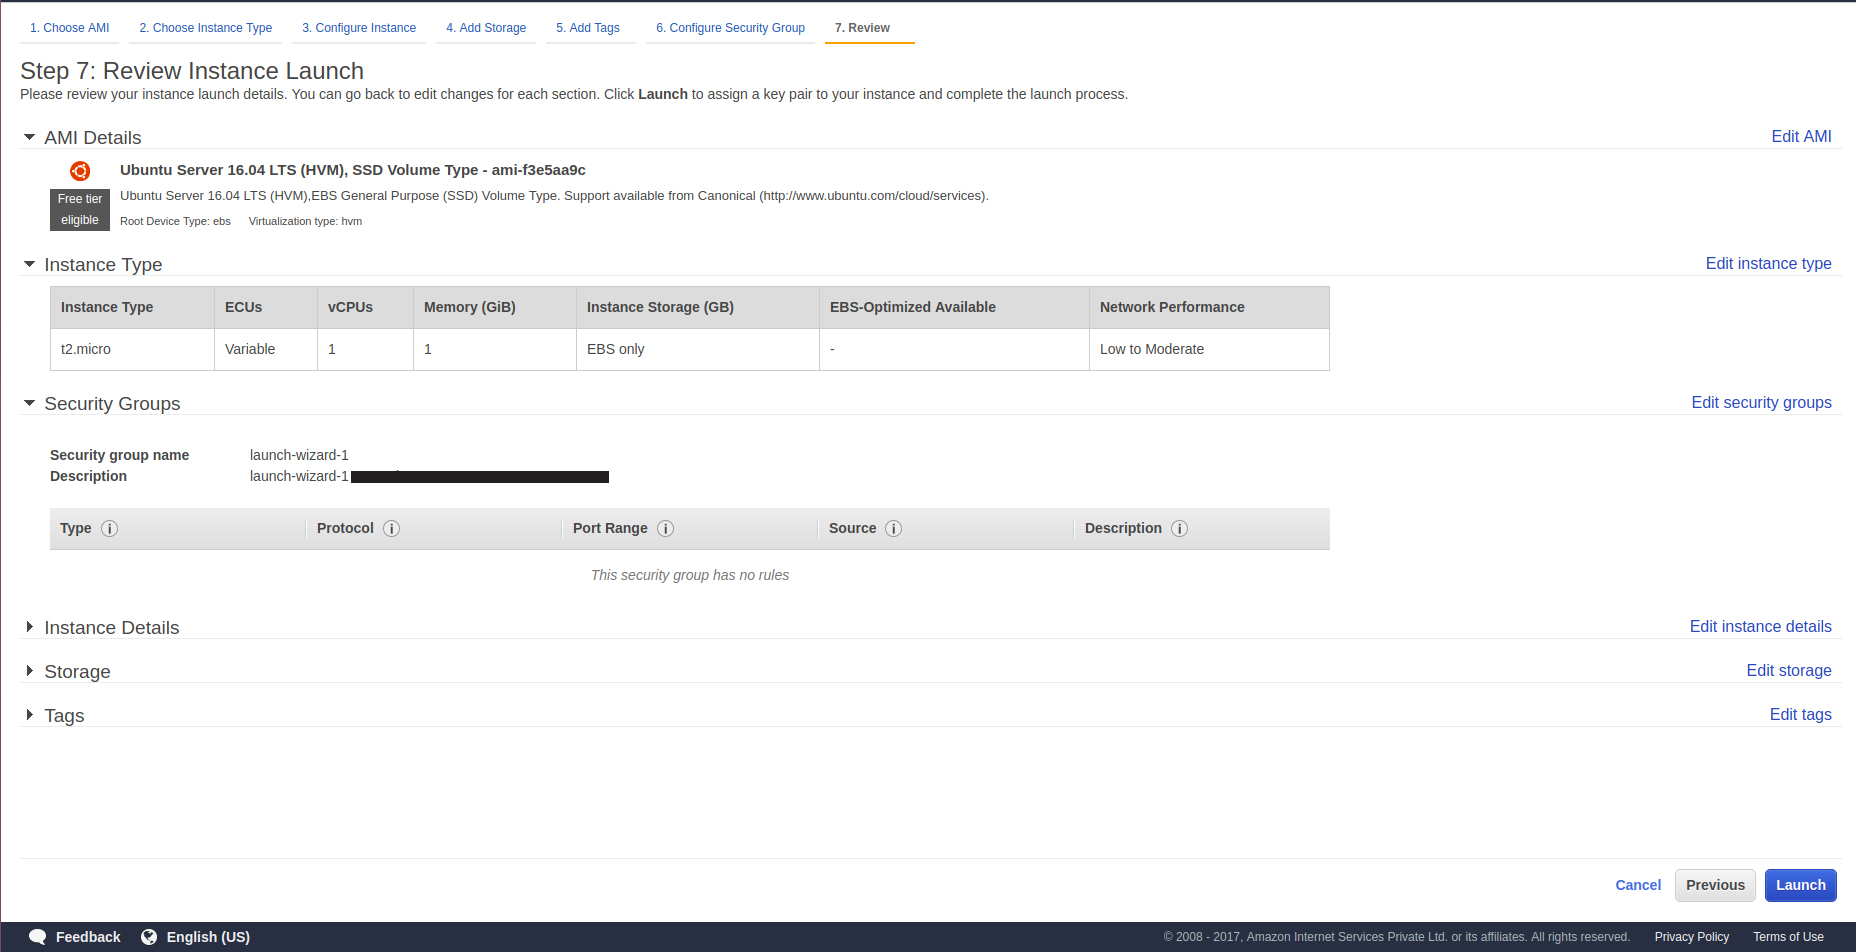 1. Choose AMI 2. Choose Instance Type 3. Configure Instance 4. Add Storage 5. Add Tags 6. Configure Security Group 7. Review
Step 7: Review Instance Launch
Please review your instance launch details. You can go back to edit changes for each section. Click Launch to assign a key pair to your instance and complete the launch process.
AMI Details Edit AMI
Ubuntu Server 16.04 LTS (HVM), SSD Volume Type - ami-f3e5aa9c
Free tier eligible
Ubuntu Server 16.04 LTS (HVM),EBS General Purpose (SSD) Volume Type. Support available from Canonical (http://www.ubuntu.com/cloud/services).
Root Device Type: ebs Virtualization type: hvm
Instance Type Edit instance type
Instance Type ECUs vCPUs Memory (GiB) Instance Storage (GB) EBS-Optimized Available Network Performance
t2.micro Variable 1 1 EBS only - Low to Moderate
Security Groups Edit security groups
Security group name launch-wizard-1
Description launch-wizard-1
Type i Protocol i Port Range i Source i Description i
This security group has no rules
Instance Details Edit instance details
Storage Edit storage
Tags Edit tags
Cancel Previous Launch
Feedback English (US) © 2008 - 2017, Amazon Internet Services Private Ltd. or its affiliates. All rights reserved. Privacy Policy Terms of Use